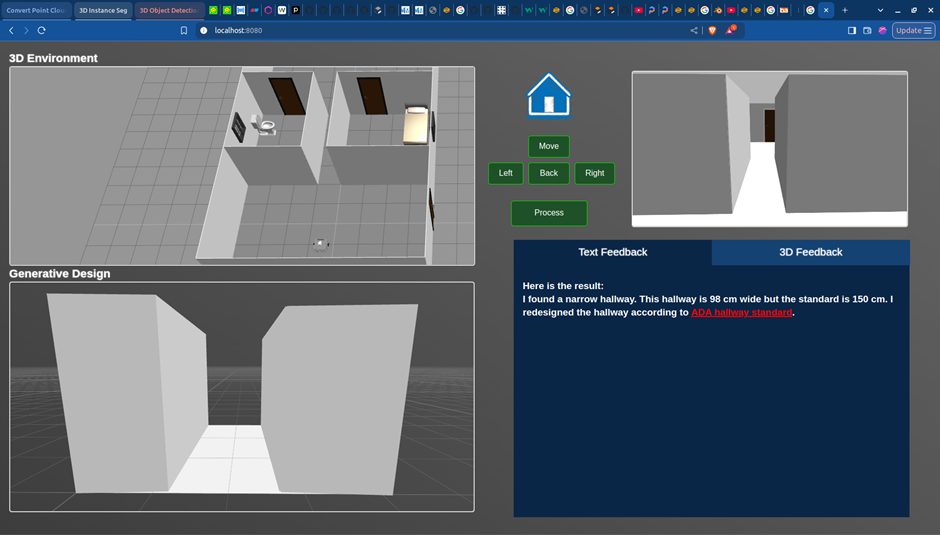 Convert Point Clou
3D Instance Seg
3D Object Detectio
localhost:8080
Update
3D Environment
Move
Left
Back
Right
Process
Generative Design
Text Feedback
3D Feedback
Here is the result:
I found a narrow hallway. This hallway is 98 cm wide but the standard is 150 cm. I
redesigned the hallway according to ADA hallway standard.